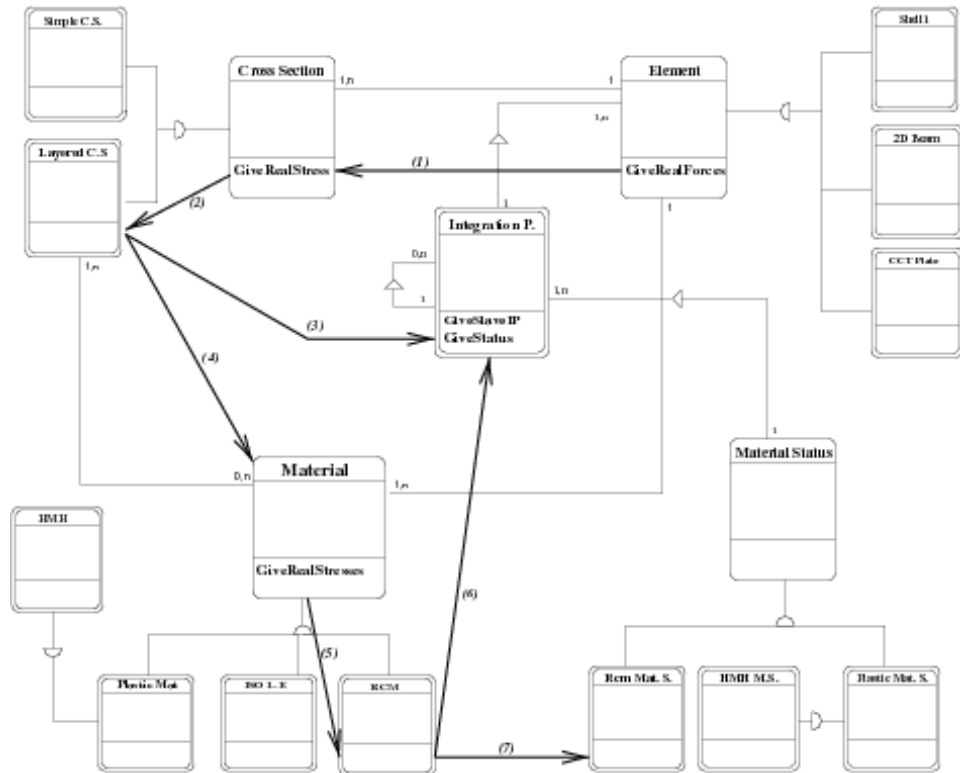 Simple C.S.
Cross Section
Element
Shell1
1,n
1
1,n
Layered C.S
GiveRealStress
(1)
GiveRealForces
2D Beam
(2)
1
1
Integration P.
0,n
1,n
CCT Plate
1,n
1
(3)
GiveSlaveIP
GiveStatus
(4)
1
Material Status
0,n
Material
1,n
HMH
GiveRealStresses
(6)
(5)
Plastic Mat
ISO L. E
RCM
Rcm Mat. S.
HMH M.S.
Plastic Mat. S.
(7)